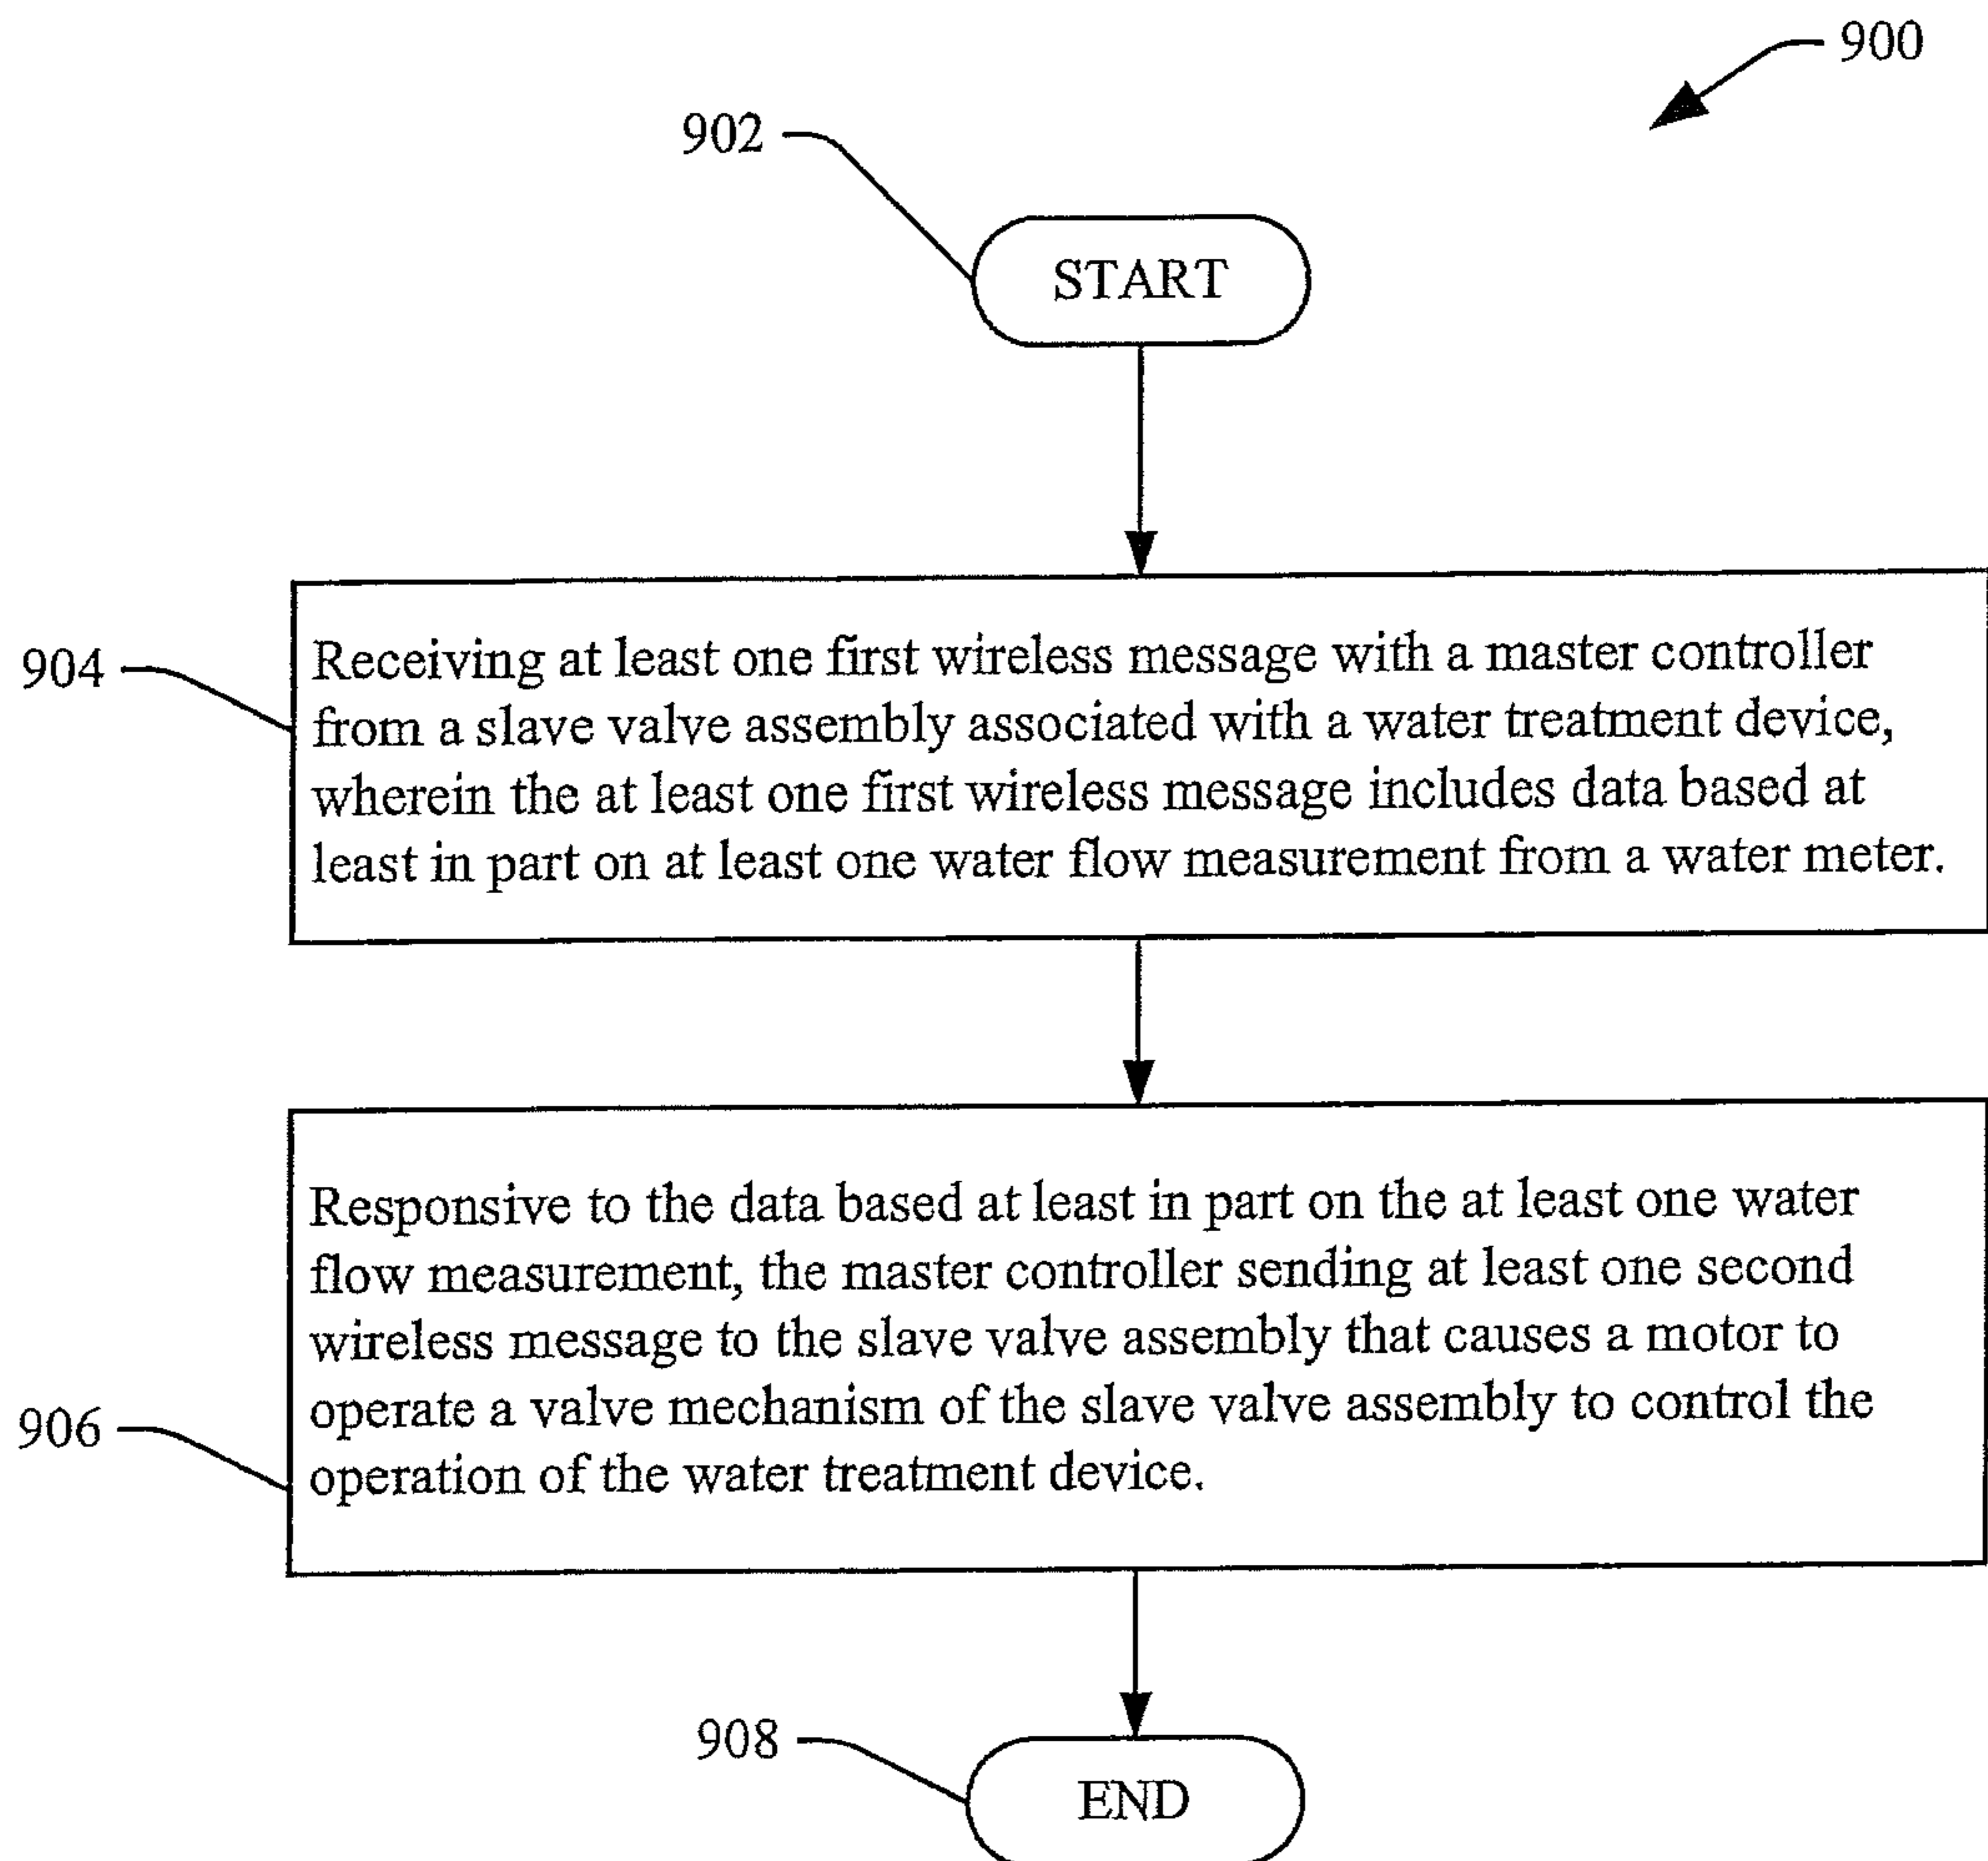 900
902
START
904
Receiving at least one first wireless message with a master controller
from a slave valve assembly associated with a water treatment device,
wherein the at least one first wireless message includes data based at
least in part on at least one water flow measurement from a water meter.
Responsive to the data based at least in part on the at least one water
flow measurement, the master controller sending at least one second
wireless message to the slave valve assembly that causes a motor to
operate a valve mechanism of the slave valve assembly to control the
operation of the water treatment device.
906
908
END